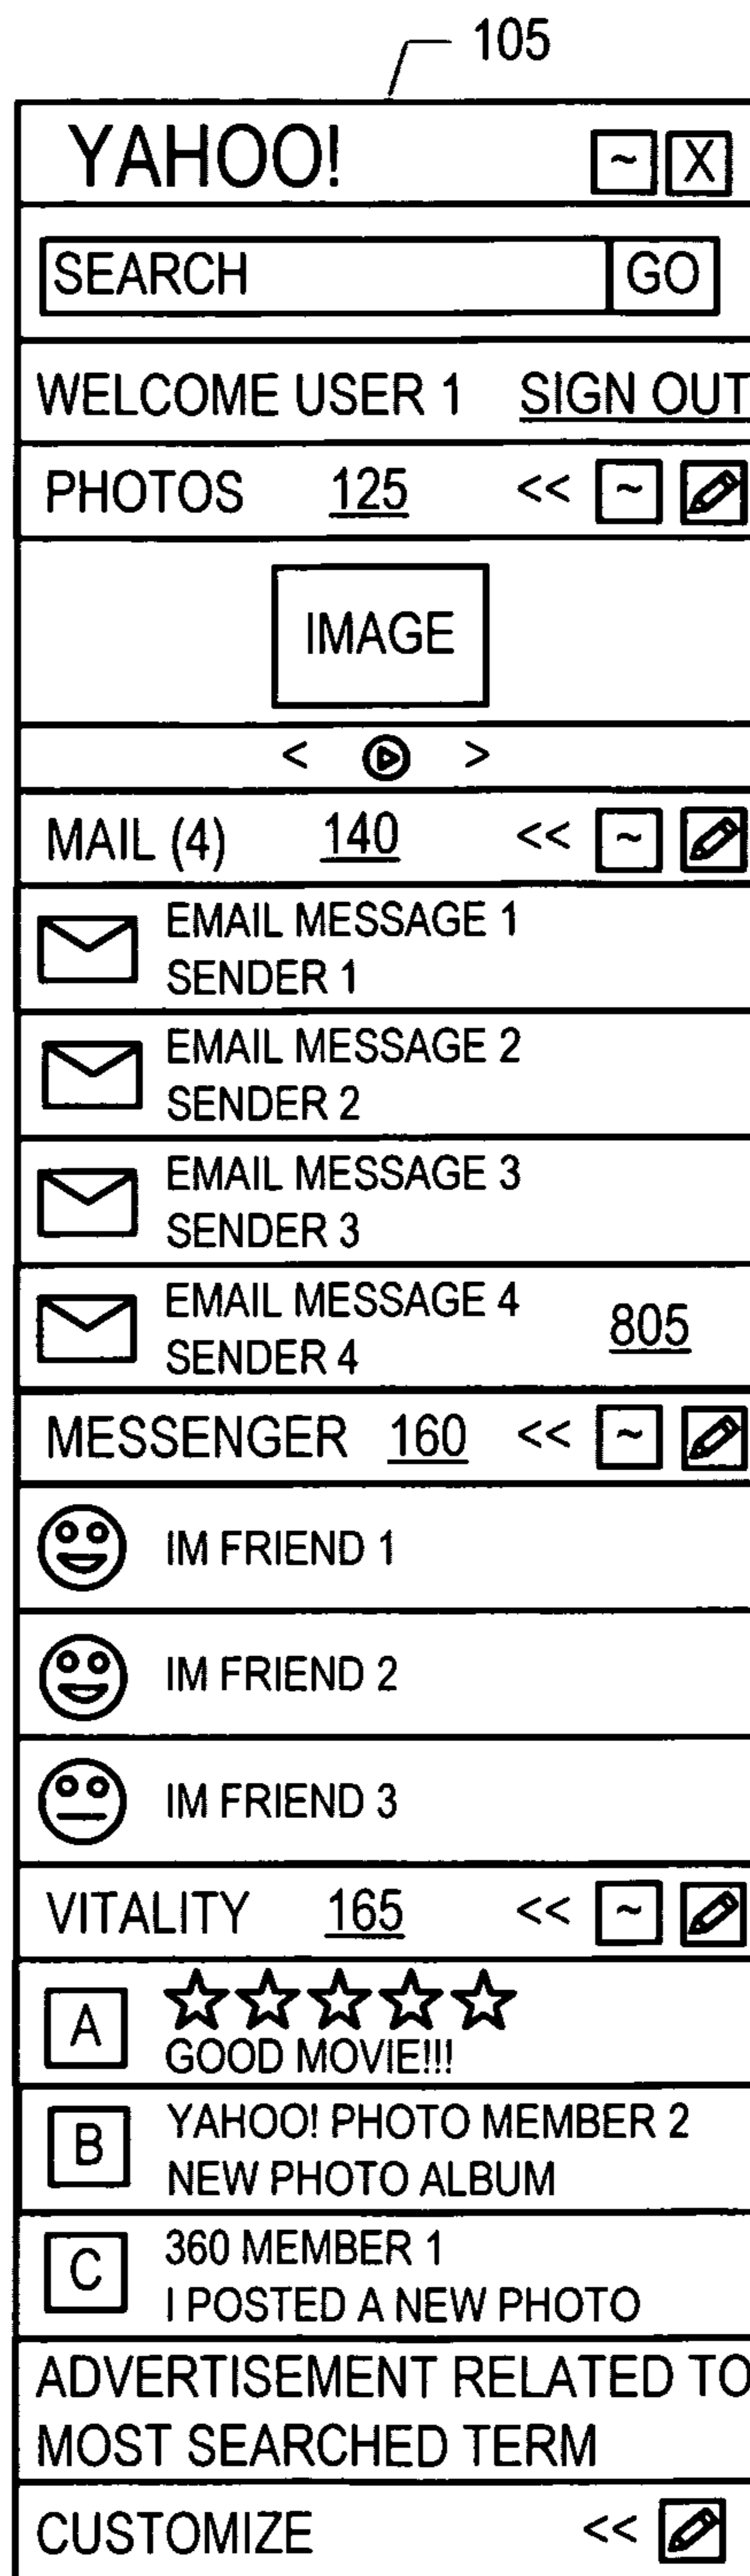 105
YAHOO! ~ X
SEARCH GO
WELCOME USER 1 SIGN OUT
PHOTOS 125 << ~
IMAGE
< >
MAIL (4) 140 << ~
EMAIL MESSAGE 1
SENDER 1
EMAIL MESSAGE 2
SENDER 2
EMAIL MESSAGE 3
SENDER 3
EMAIL MESSAGE 4 805
SENDER 4
MESSENGER 160 << ~
IM FRIEND 1
IM FRIEND 2
IM FRIEND 3
VITALITY 165 << ~
A
GOOD MOVIE!!!
B YAHOO! PHOTO MEMBER 2
NEW PHOTO ALBUM
C 360 MEMBER 1
I POSTED A NEW PHOTO
ADVERTISEMENT RELATED TO
MOST SEARCHED TERM
CUSTOMIZE <<